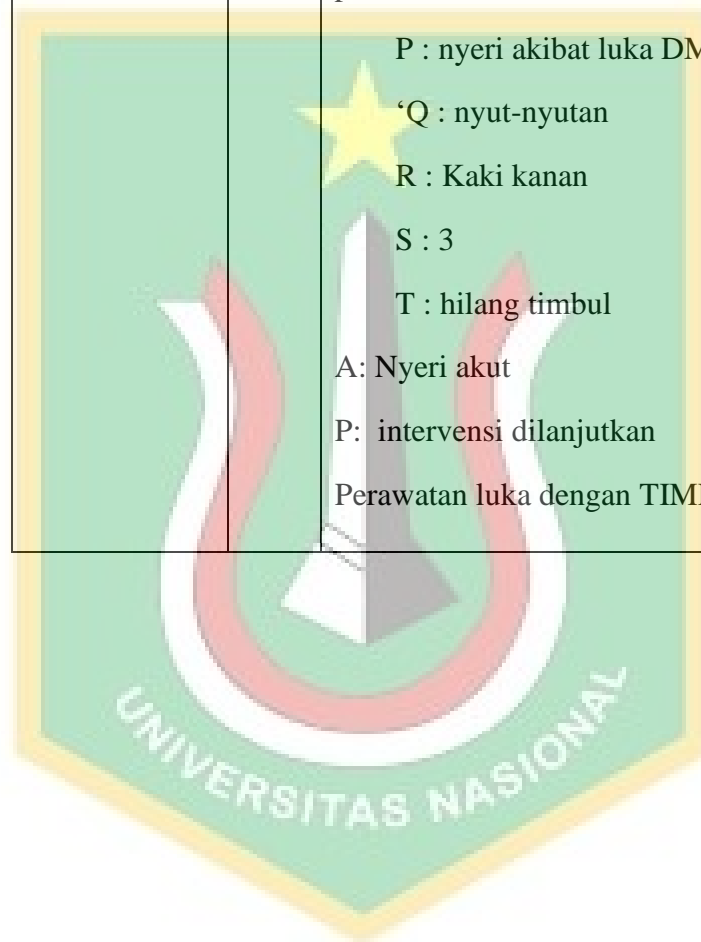 P : nyeri akibat luka DM
‘Q : nyut-nyutan
R : Kaki kanan
S : 3
T : hilang timbul
A: Nyeri akut
P: intervensi dilanjutkan
Perawatan luka dengan
UNIVERSITAS NASIONAL